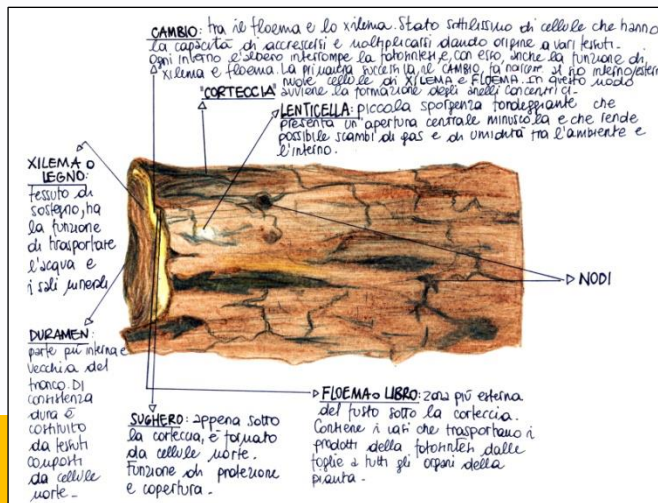 CAMBIO: tra il floema e lo xilema. Stato sottilissimo di cellule che hanno
la capacità di accrescersi e moltiplicarsi dando origine a vari tessuti.
Ogni inverno l'albero interrompe la fotosintesi e, con esso, anche la funzione di
xilema e floema. La primavera successiva, il CAMBIO, fa nascere al suo interno/esterno
nuove cellule di XILEMA e FLOEMA. In questo modo
avviene la formazione degli anelli concentrici.
"CORTECCIA"
LENTICELLA: piccola sporgenza tondeggiante che
presenta un'apertura centrale minuscola e che rende
possibile scambi di gas e di umidità tra l'ambiente e
l'interno.
XILEMA O
LEGNO:
tessuto di
sostegno, ha
la funzione
di trasportare
l'acqua e
i sali minerali
NODI
DURAMEN:
parte più interna e
vecchia del
tronco. Di
consistenza
dura è
costituito
da tessuti
composti
da cellule
morte.
SUGHERO: appena sotto
la corteccia, è formato
da cellule morte.
Funzione di protezione
e copertura.
FLOEMA O LIBRO: zona più esterna
del fusto sotto la corteccia.
Contiene i vasi che trasportano i
prodotti della fotosintesi dalle
foglie a tutti gli organi della
pianta.